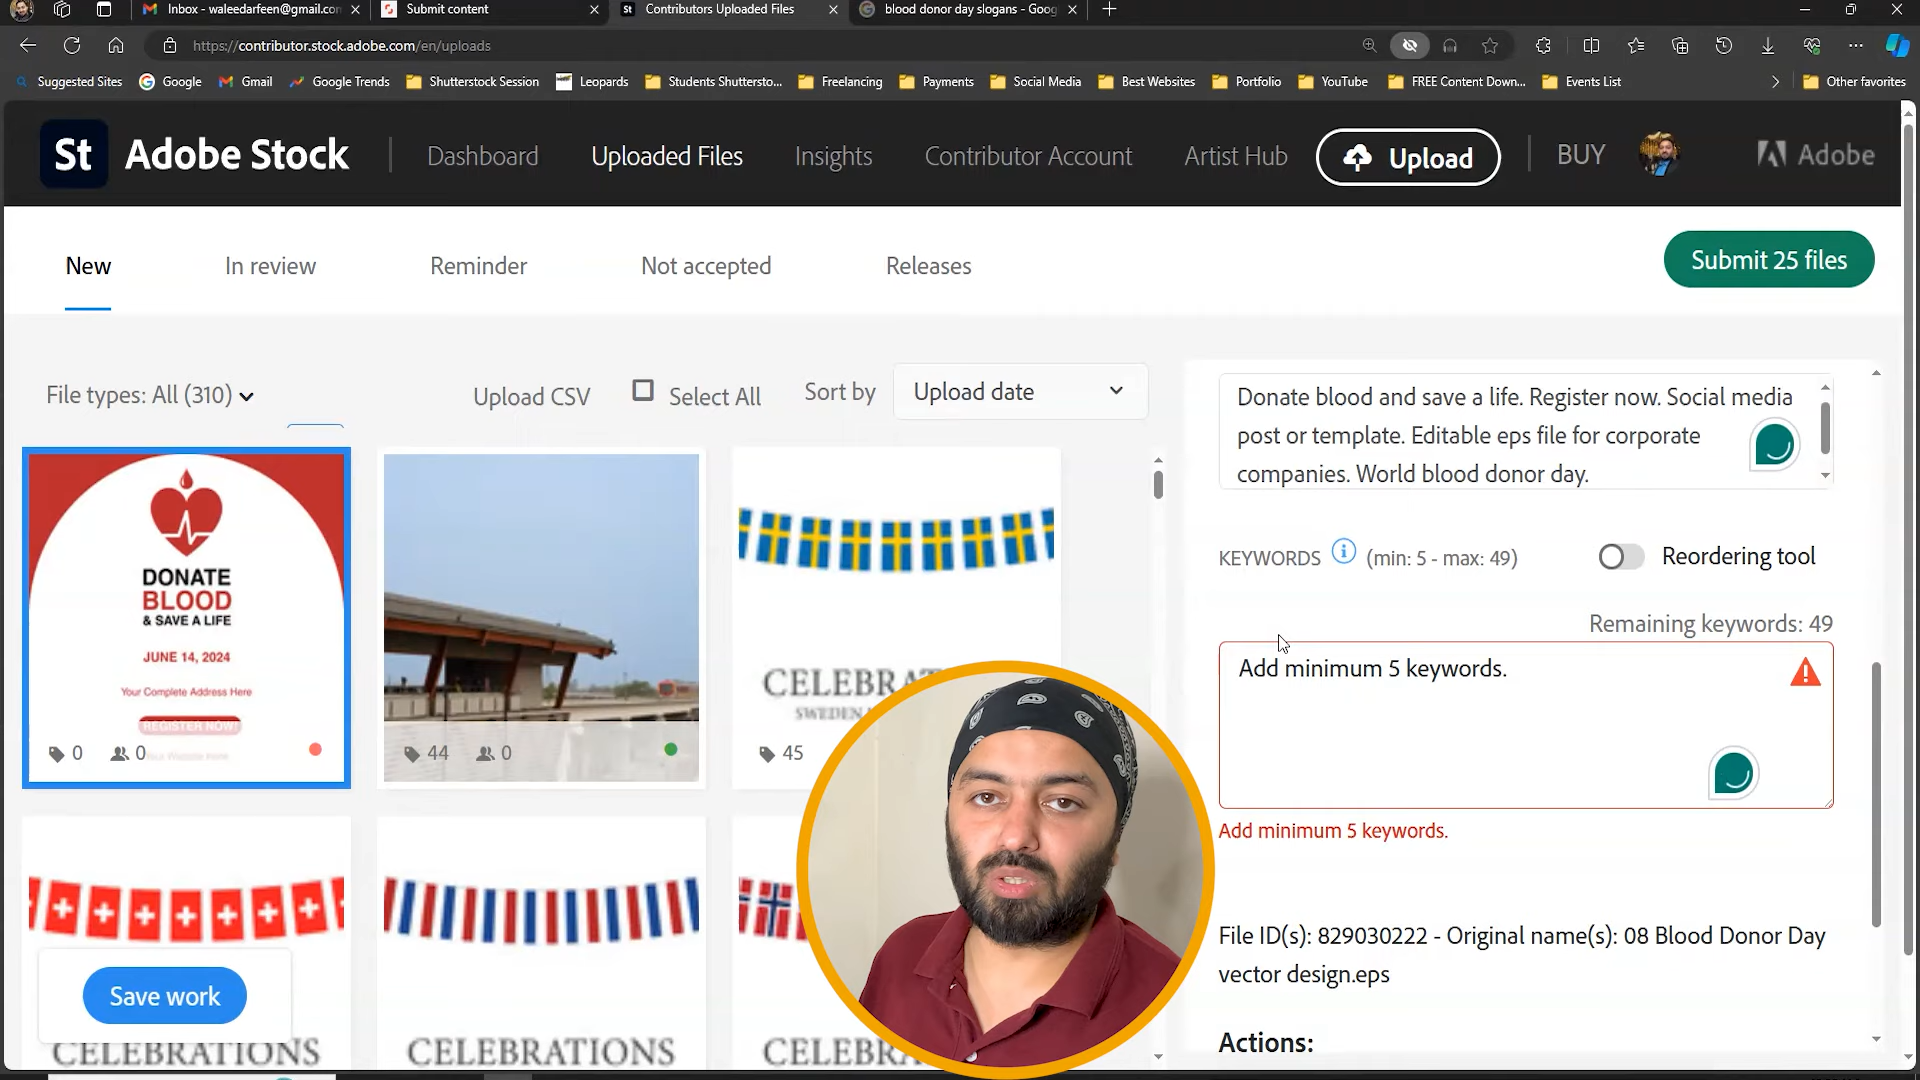 Inbox - waleedarfeen@gmail.con
Submit content
Contributors Uploaded Files
blood donor day slogans - Goog
https://contributor.stock.adobe.com/en/uploads
Suggested Sites
Google
Gmail
Google Trends
Shutterstock Session
Leopards
Students Shuttersto...
Freelancing
Payments
Social Media
Best Websites
Portfolio
YouTube
FREE Content Down...
Events List
Other favorites
St
Adobe Stock
Dashboard
Uploaded Files
Insights
Contributor Account
Artist Hub
Upload
BUY
Adobe
New
In review
Reminder
Not accepted
Releases
Submit 25 files
File types: All (310)
Upload CSV
Select All
Sort by
Upload date
DONATE
BLOOD
& SAVE A LIFE
JUNE 14, 2024
Your Complete Address Here
REGISTER NOW!
Your Website Here
0
0
44
0
CELEBRA
SWEDEN
45
Save work
CELEBRATIONS
CELEBRATIONS
CELEBRA
Donate blood and save a life. Register now. Social media
post or template. Editable eps file for corporate
companies. World blood donor day.
KEYWORDS
(min: 5 - max: 49)
Reordering tool
Remaining keywords: 49
Add minimum 5 keywords.
Add minimum 5 keywords.
File ID(s): 829030222 - Original name(s): 08 Blood Donor Day
vector design.eps
Actions: